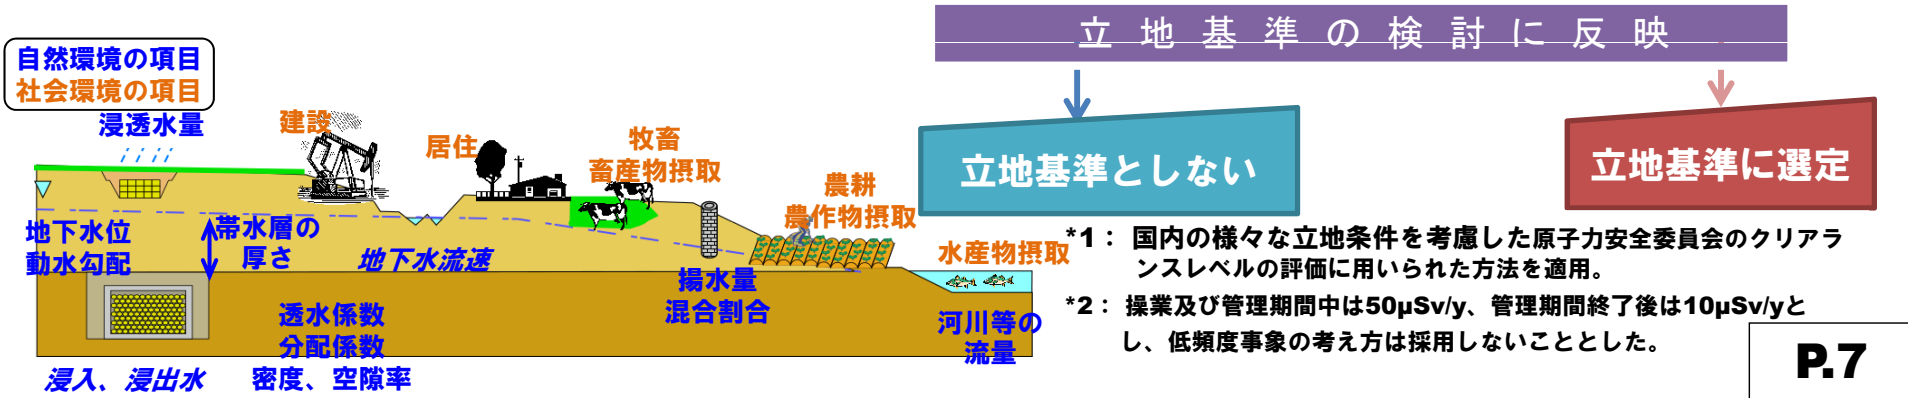 立地基準の検討に反映
自然環境の項目
社会環境の項目
浸透水量
建設
居住
牧畜
畜産物摂取
農耕
農作物摂取
水産物摂取
地下水位
動水勾配
帯水層の
厚さ
地下水流速
揚水量
混合割合
河川等の
流量
透水係数
分配係数
密度、空隙率
浸入、浸出水
立地基準としない
立地基準に選定
*1： 国内の様々な立地条件を考慮した原子力安全委員会のクリアラ
ンスレベルの評価に用いられた方法を適用。
*2： 操業及び管理期間中は50μSv/y、管理期間終了後は10μSv/yと
し、低頻度事象の考え方は採用しないこととした。
P.7